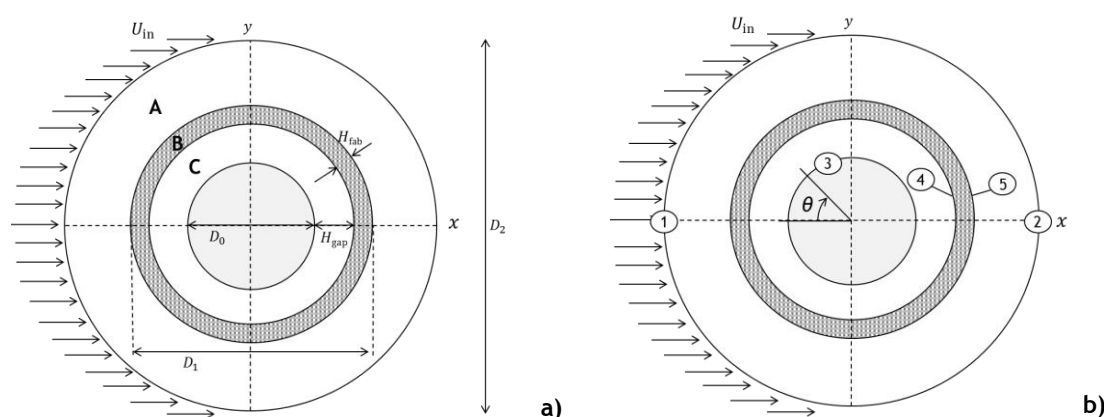 U_in
y
A
B
C
H_fab
x
D_0
H_gap
D_1
D_2
a)
U_in
y
3
4
5
θ
1
2
x
b)